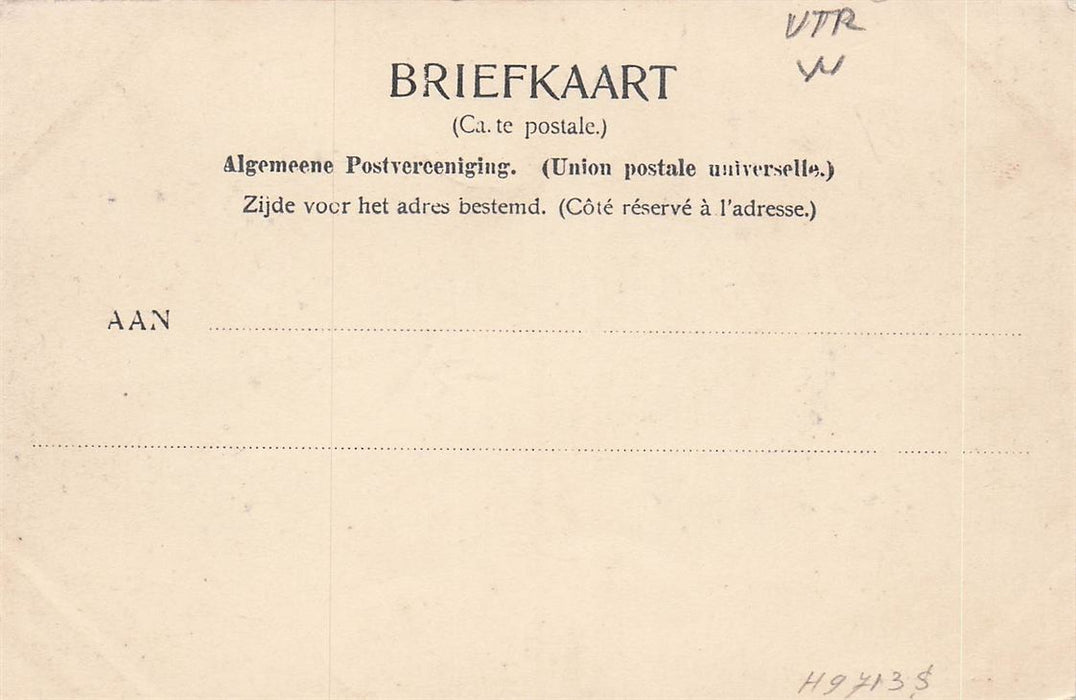 VTR
BRIEFKAART
(Ca.te postale.)
Algemeene Postvereeniging. (Union postale universelle.)
Zijde voor het adres bestemd. (Côté réservé à l'adresse.)
AAN